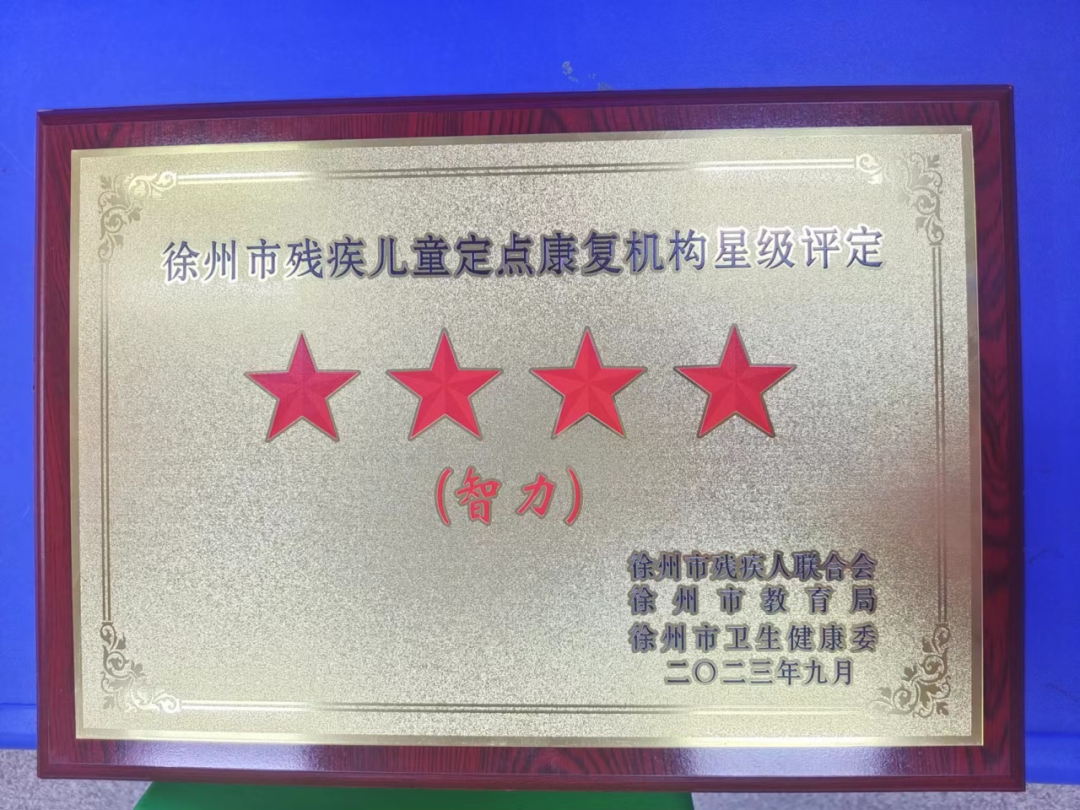 徐州市残疾儿童定点康复机构星级评定
(智力)
徐州市残疾人联合会
徐州市教育局
徐州市卫生健康委
二〇二三年九月